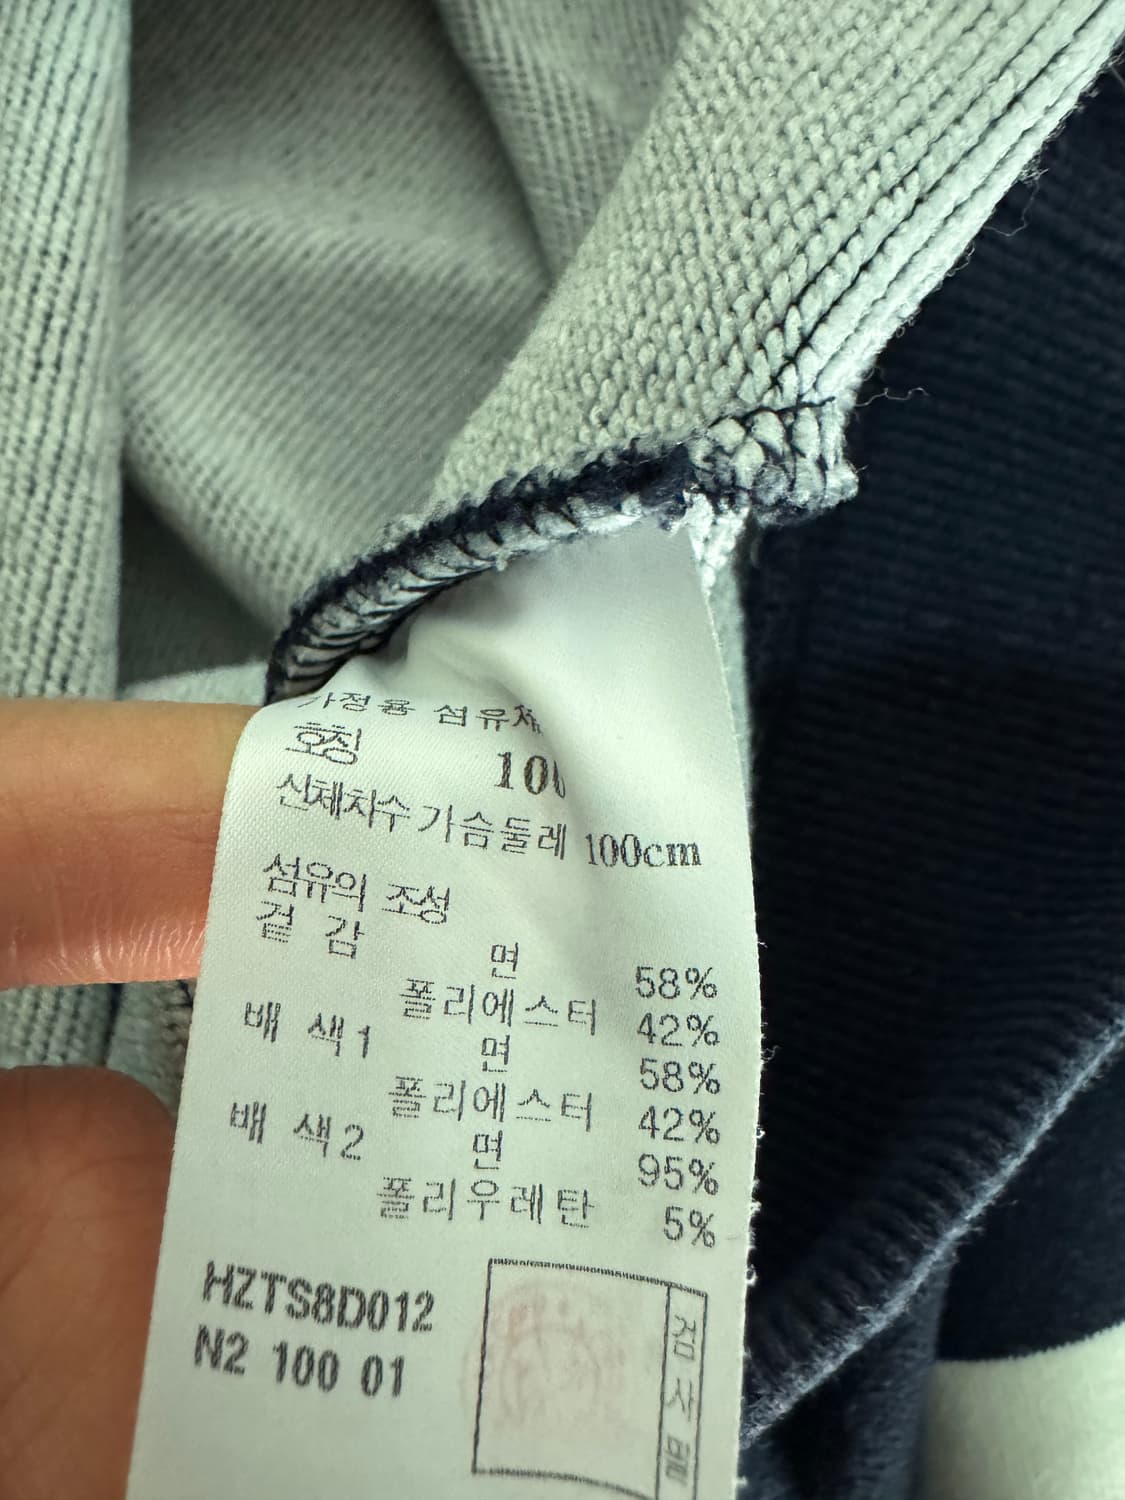 가정용 섬유제
호칭 100
신체치수 가슴둘레 100cm
섬유의 조성
겉감 면 58%
폴리에스터 42%
배색1 면 58%
폴리에스터 42%
배색2 면 95%
폴리우레탄 5%
HZTS8D012
N2 100 01
검사필